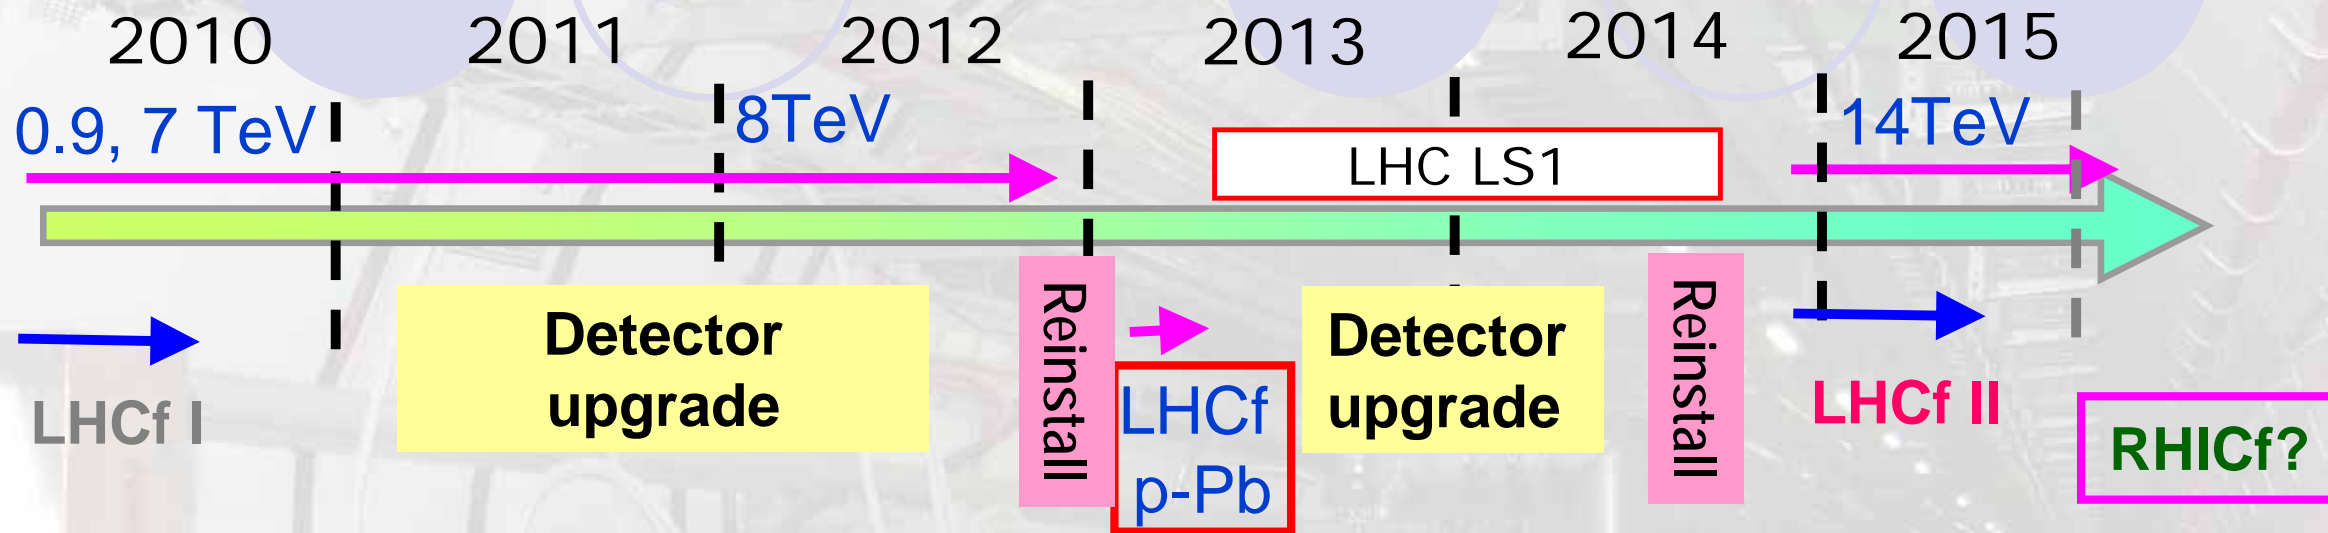 2010 2011 2012 2013 2014 2015
0.9, 7 TeV 8TeV 14TeV
LHC LS1
Detector
upgrade
Reinstall
LHCf
p-Pb
Detector
upgrade
Reinstall
LHCf I
LHCf II
RHICf?